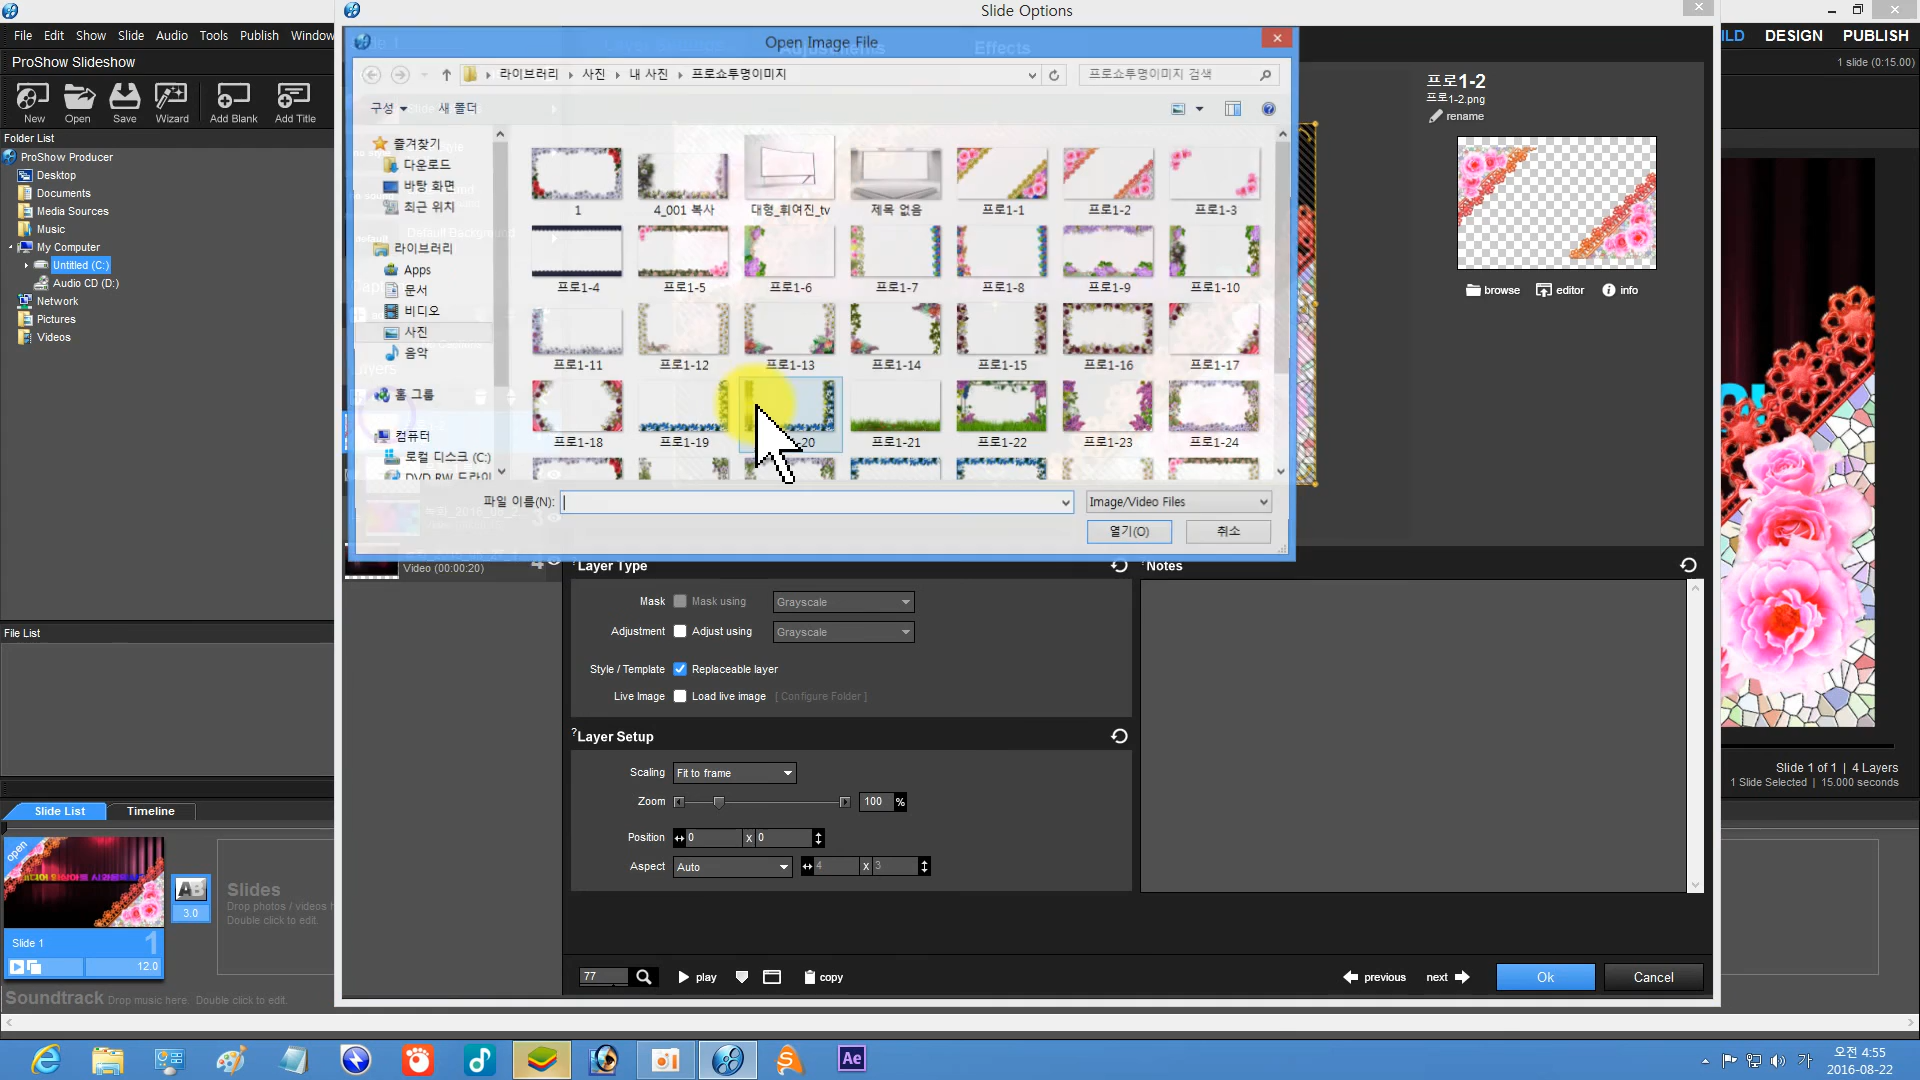 Slide Options
File Edit Show Slide Audio Tools Publish Window
ProShow Slideshow
New Open Save Wizard Add Blank Add Title
DESIGN PUBLISH
1 slide (0:15.00)
Folder List
ProShow Producer
Desktop
Documents
Media Sources
Music
My Computer
Untitled (C:)
Audio CD (D:)
Network
Pictures
Videos
File List
Open Image File
Effects
라이브러리 사진 내 사진 프로쇼투명이미지
프로쇼투명이미지 검색
구성 새 폴더
즐겨찾기
다운로드
바탕 화면
최근 위치
라이브러리
Apps
문서
비디오
사진
음악
홈 그룹
컴퓨터
로컬 디스크 (C:)
1 4_001 복사 대형_휘여진_tv 제목 없음 프로1-1 프로1-2 프로1-3
프로1-4 프로1-5 프로1-6 프로1-7 프로1-8 프로1-9 프로1-10
프로1-11 프로1-12 프로1-13 프로1-14 프로1-15 프로1-16 프로1-17
프로1-18 프로1-19 20 프로1-21 프로1-22 프로1-23 프로1-24
파일 이름(N): Image/Video Files
열기(O) 취소
프로1-2
프로1-2.png
rename
browse editor info
Video (00:00:20)
Layer Type
Mask Mask using Grayscale
Adjustment Adjust using Grayscale
Style / Template Replaceable layer
Live Image Load live image [ Configure Folder ]
Layer Setup
Scaling Fit to frame
Zoom 100 %
Position 0 x 0
Aspect Auto 4 x 3
Notes
77 play copy
previous next Ok Cancel
Slide 1 of 1 | 4 Layers
1 Slide Selected | 15.000 seconds
Slide List Timeline
open
AB
3.0
Slide 1 1
12.0
Slides
Drop photos / videos h
Double click to edit.
Soundtrack Drop music here. Double click to edit.
Ae
가
오전 4:55
2016-08-22